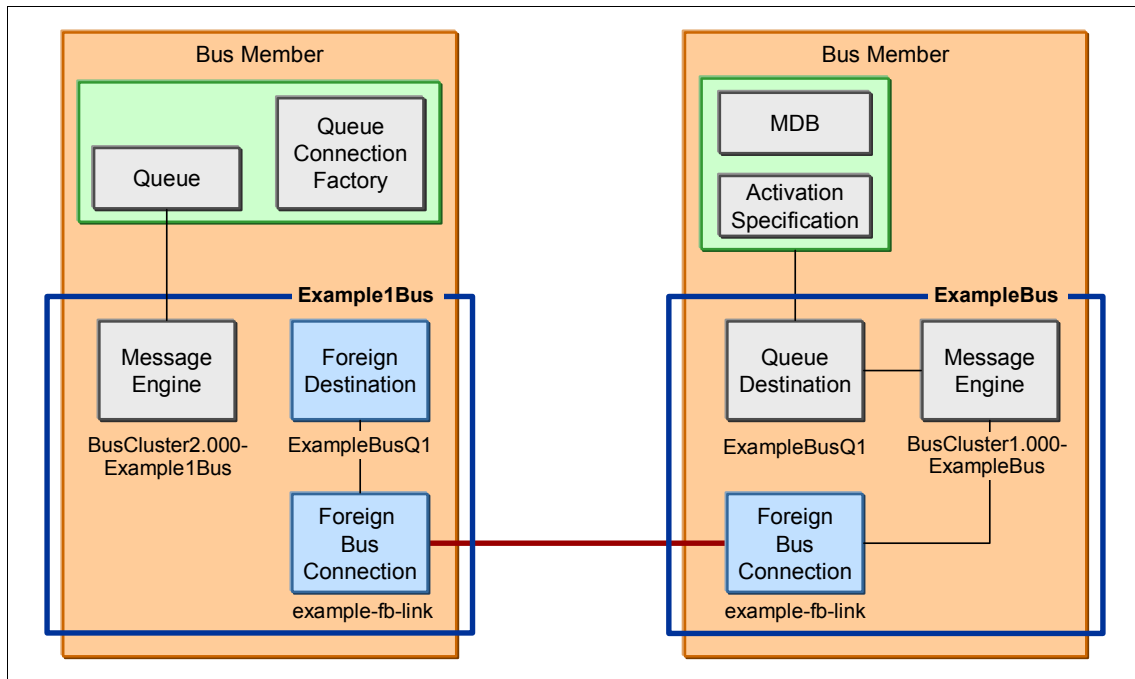 Bus Member
Queue
Queue
Connection
Factory
Example1Bus
Message
Engine
BusCluster2.000-
Example1Bus
Foreign
Destination
ExampleBusQ1
Foreign
Bus
Connection
example-fb-link
Bus Member
MDB
Activation
Specification
ExampleBus
Queue
Destination
ExampleBusQ1
Message
Engine
BusCluster1.000-
ExampleBus
Foreign
Bus
Connection
example-fb-link